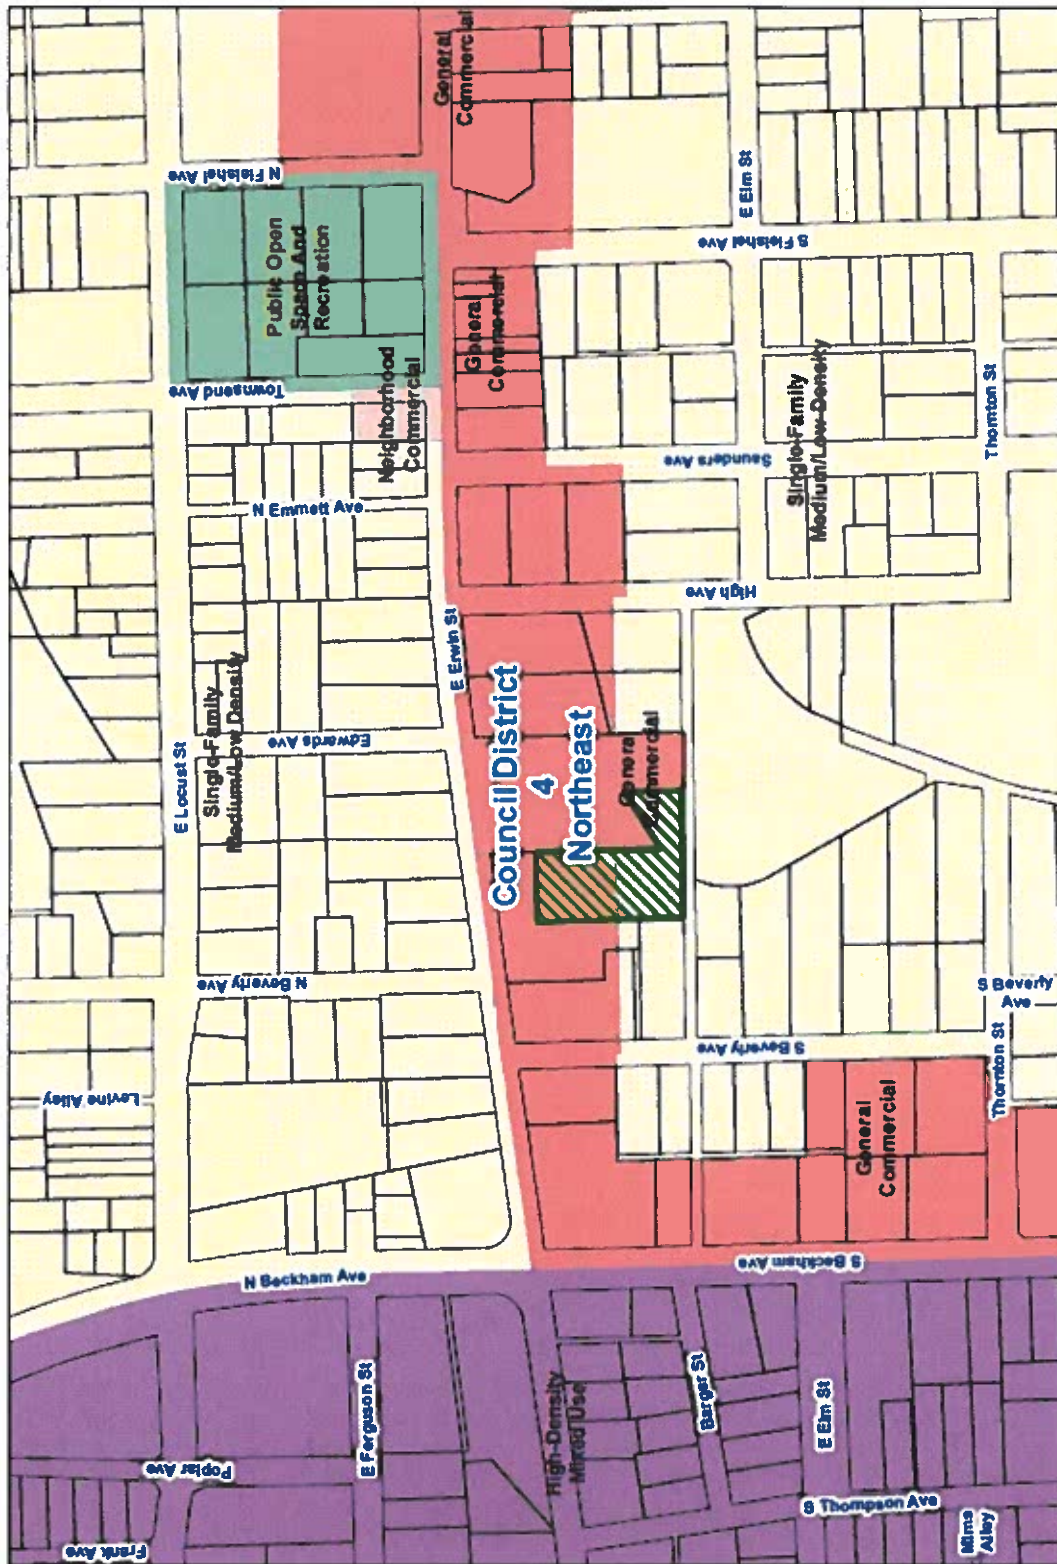 General
Commercial
N Fleishel Ave
E Elm St
S Fleishel Ave
Public Open
Space And
Recreation
General
Commercial
Townsend Ave
Neighborhood
Commercial
Thornton St
Single-Family
Medium/Low Density
Saunders Ave
N Emmett Ave
High Ave
E Erwin St
Single-Family
Medium/Low Density
E Locust St
Edwards Ave
Council District
4
Northeast
General
Commercial
N Beverly Ave
S Beverly
Ave
S Beverly Ave
Thornton St
Levine Alley
General
Commercial
N Beckham Ave
S Beckham Ave
E Ferguson St
High-Density
Mixed Use
Barger St
E Elm St
Poplar Ave
S Thompson Ave
Frank Ave
Mims
Alley